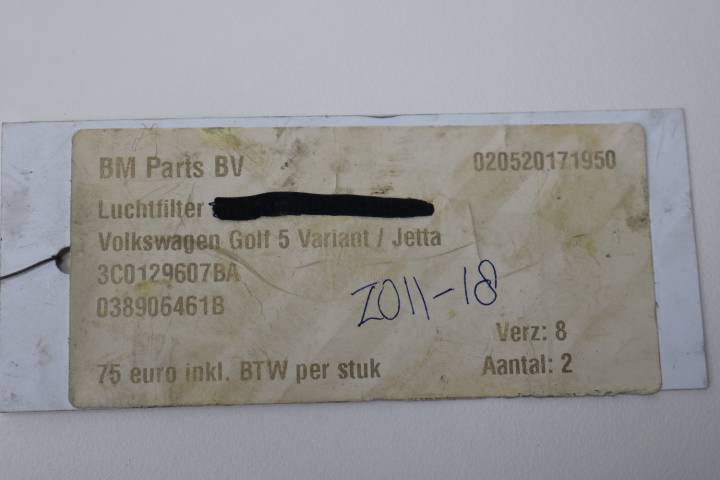 BM Parts BV 020520171950
Luchtfilter
Volkswagen Golf 5 Variant / Jetta
3C0129607BA
038906461B
Z011-18
Verz: 8
75 euro inkl. BTW per stuk Aantal: 2